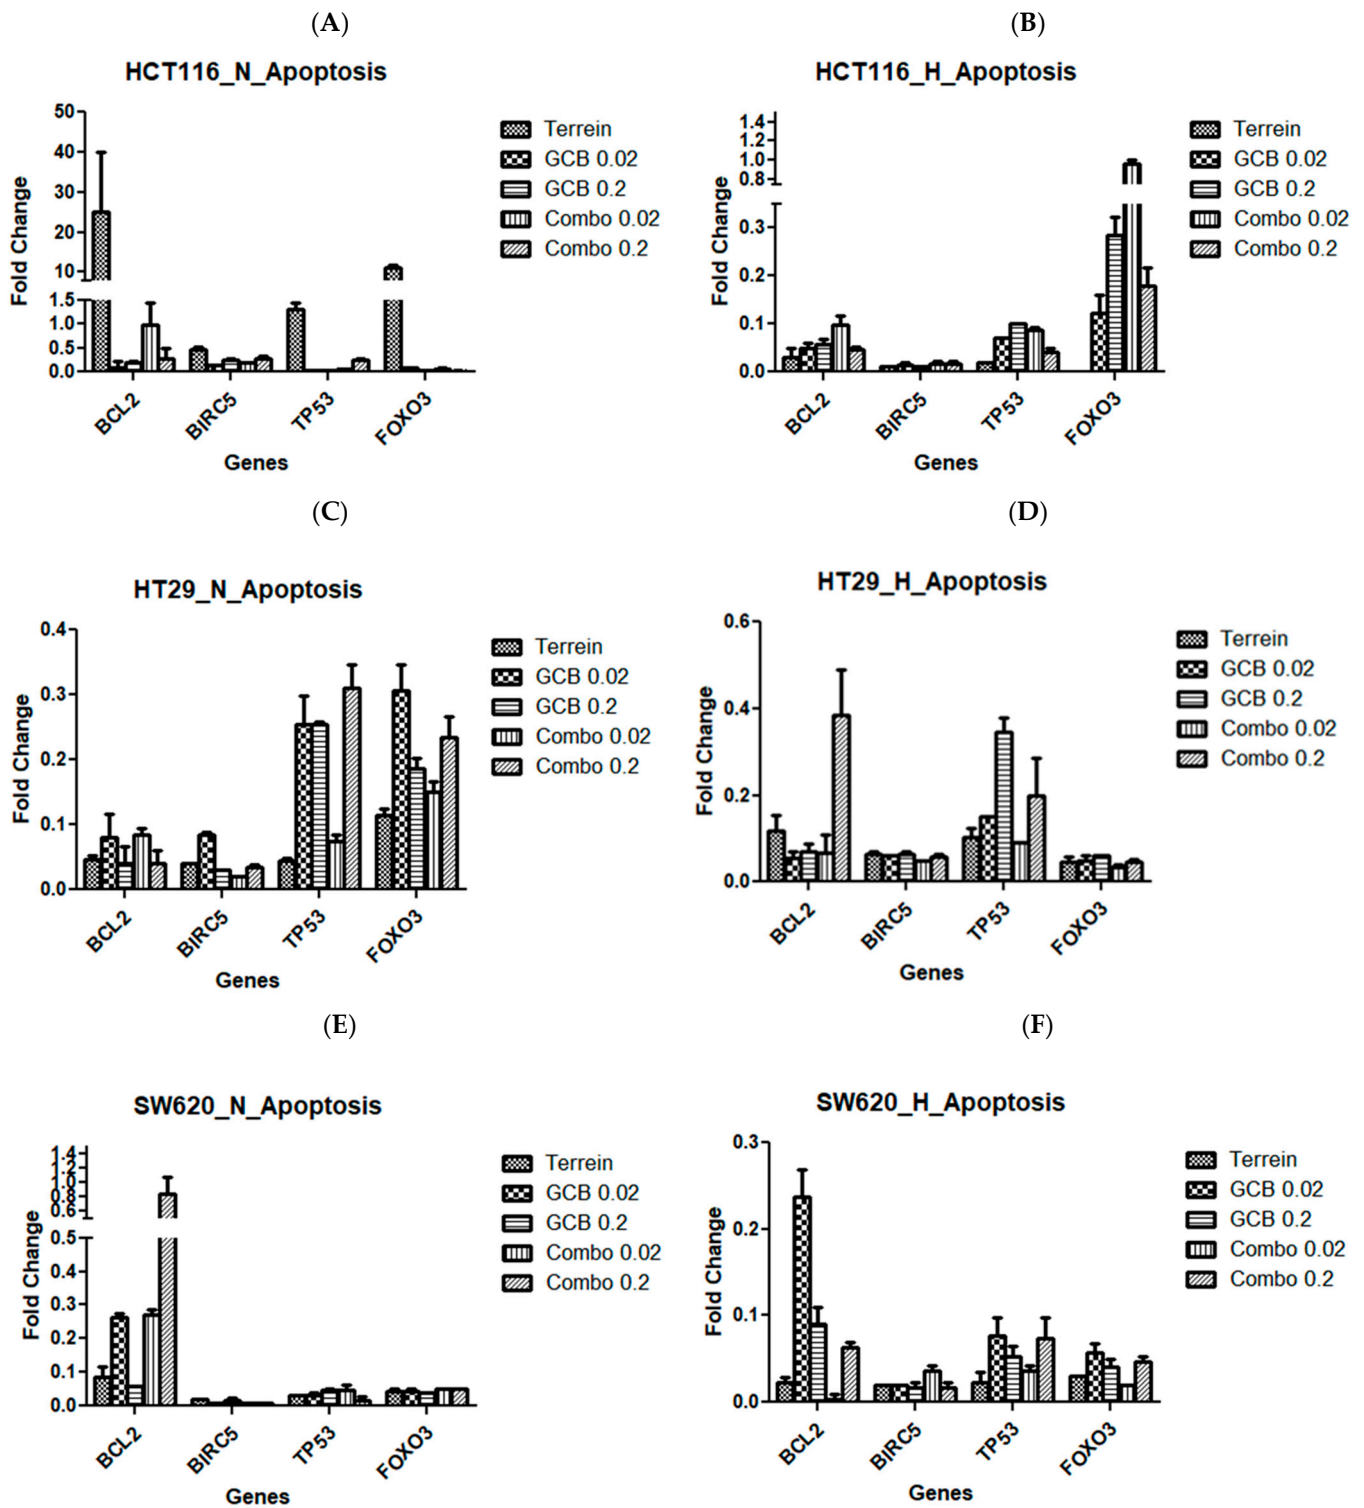 (A)
HCT116_N_Apoptosis
50
40
30
20
10
1.5
1.0
0.5
0.0
Fold Change
BCL2
BIRC5
TP53
FOXO3
Genes
Terrein
GCB 0.02
GCB 0.2
Combo 0.02
Combo 0.2
(B)
HCT116_H_Apoptosis
1.4
1.2
1.0
0.8
0.3
0.2
0.1
0.0
Fold Change
BCL2
BIRC5
TP53
FOXO3
Genes
Terrein
GCB 0.02
GCB 0.2
Combo 0.02
Combo 0.2
(C)
HT29_N_Apoptosis
0.4
0.3
0.2
0.1
0.0
Fold Change
BCL2
BIRC5
TP53
FOXO3
Genes
Terrein
GCB 0.02
GCB 0.2
Combo 0.02
Combo 0.2
(D)
HT29_H_Apoptosis
0.6
0.4
0.2
0.0
Fold Change
BCL2
BIRC5
TP53
FOXO3
Genes
Terrein
GCB 0.02
GCB 0.2
Combo 0.02
Combo 0.2
(E)
SW620_N_Apoptosis
1.4
1.2
1.0
0.8
0.6
0.5
0.4
0.3
0.2
0.1
0.0
Fold Change
BCL2
BIRC5
TP53
FOXO3
Genes
Terrein
GCB 0.02
GCB 0.2
Combo 0.02
Combo 0.2
(F)
SW620_H_Apoptosis
0.3
0.2
0.1
0.0
Fold Change
BCL2
BIRC5
TP53
FOXO3
Genes
Terrein
GCB 0.02
GCB 0.2
Combo 0.02
Combo 0.2